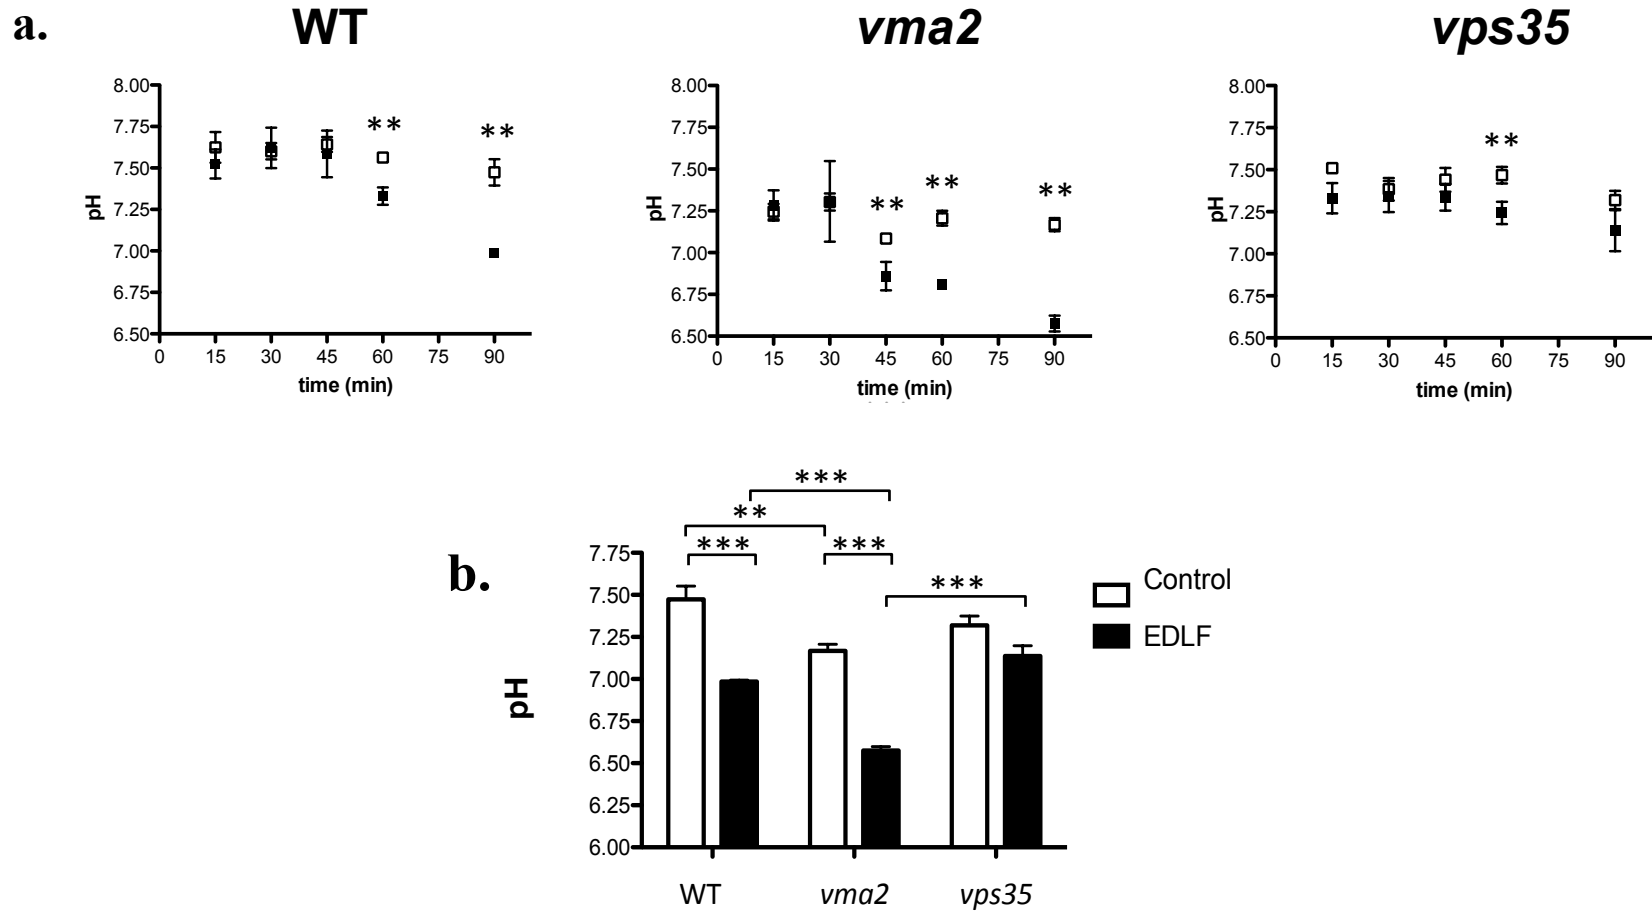 a.
WT
vma2
vps35
8.00
7.75
7.50
7.25
7.00
6.75
6.50
pH
** **
0 15 30 45 60 75 90
time (min)
8.00
7.75
7.50
7.25
7.00
6.75
6.50
pH
** ** **
0 15 30 45 60 75 90
time (min)
8.00
7.75
7.50
7.25
7.00
6.75
6.50
pH
**
0 15 30 45 60 75 90
time (min)
b.
***
**
*** ***
***
7.75
7.50
7.25
7.00
6.75
6.50
6.25
6.00
pH
WT vma2 vps35
Control
EDLF